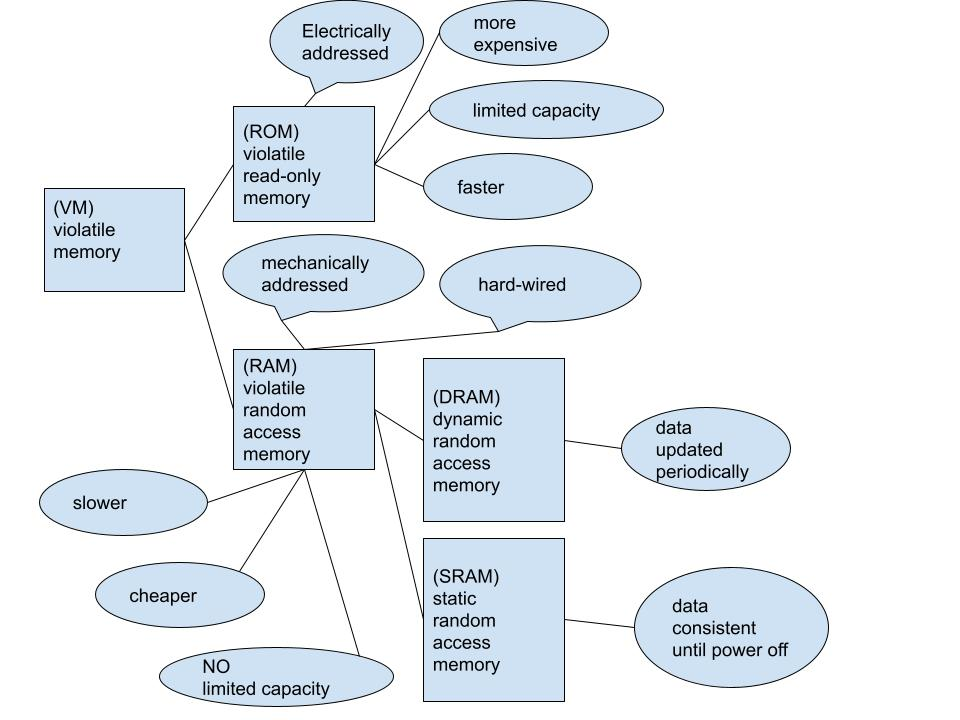 Electrically
addressed
more
expensive
limited capacity
(ROM)
violatile
read-only
memory
faster
(VM)
violatile
memory
mechanically
addressed
hard-wired
(RAM)
violatile
random
access
memory
(DRAM)
dynamic
random
access
memory
data
updated
periodically
slower
cheaper
(SRAM)
static
random
access
memory
data
consistent
until power off
NO
limited capacity